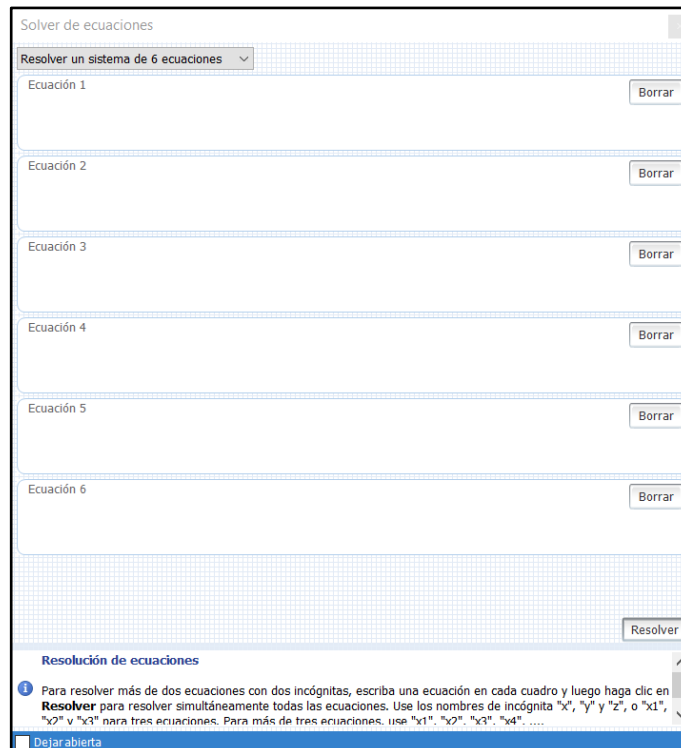 Solver de ecuaciones
Resolver un sistema de 6 ecuaciones
Ecuación 1
Borrar
Ecuación 2
Borrar
Ecuación 3
Borrar
Ecuación 4
Borrar
Ecuación 5
Borrar
Ecuación 6
Borrar
Resolver
Resolución de ecuaciones
Para resolver más de dos ecuaciones con dos incógnitas, escriba una ecuación en cada cuadro y luego haga clic en
Resolver para resolver simultáneamente todas las ecuaciones. Use los nombres de incógnita "x", "y" y "z", o "x1",
"x2" y "x3" para tres ecuaciones. Para más de tres ecuaciones, use "x1", "x2", "x3", "x4", ....
Dejar abierta